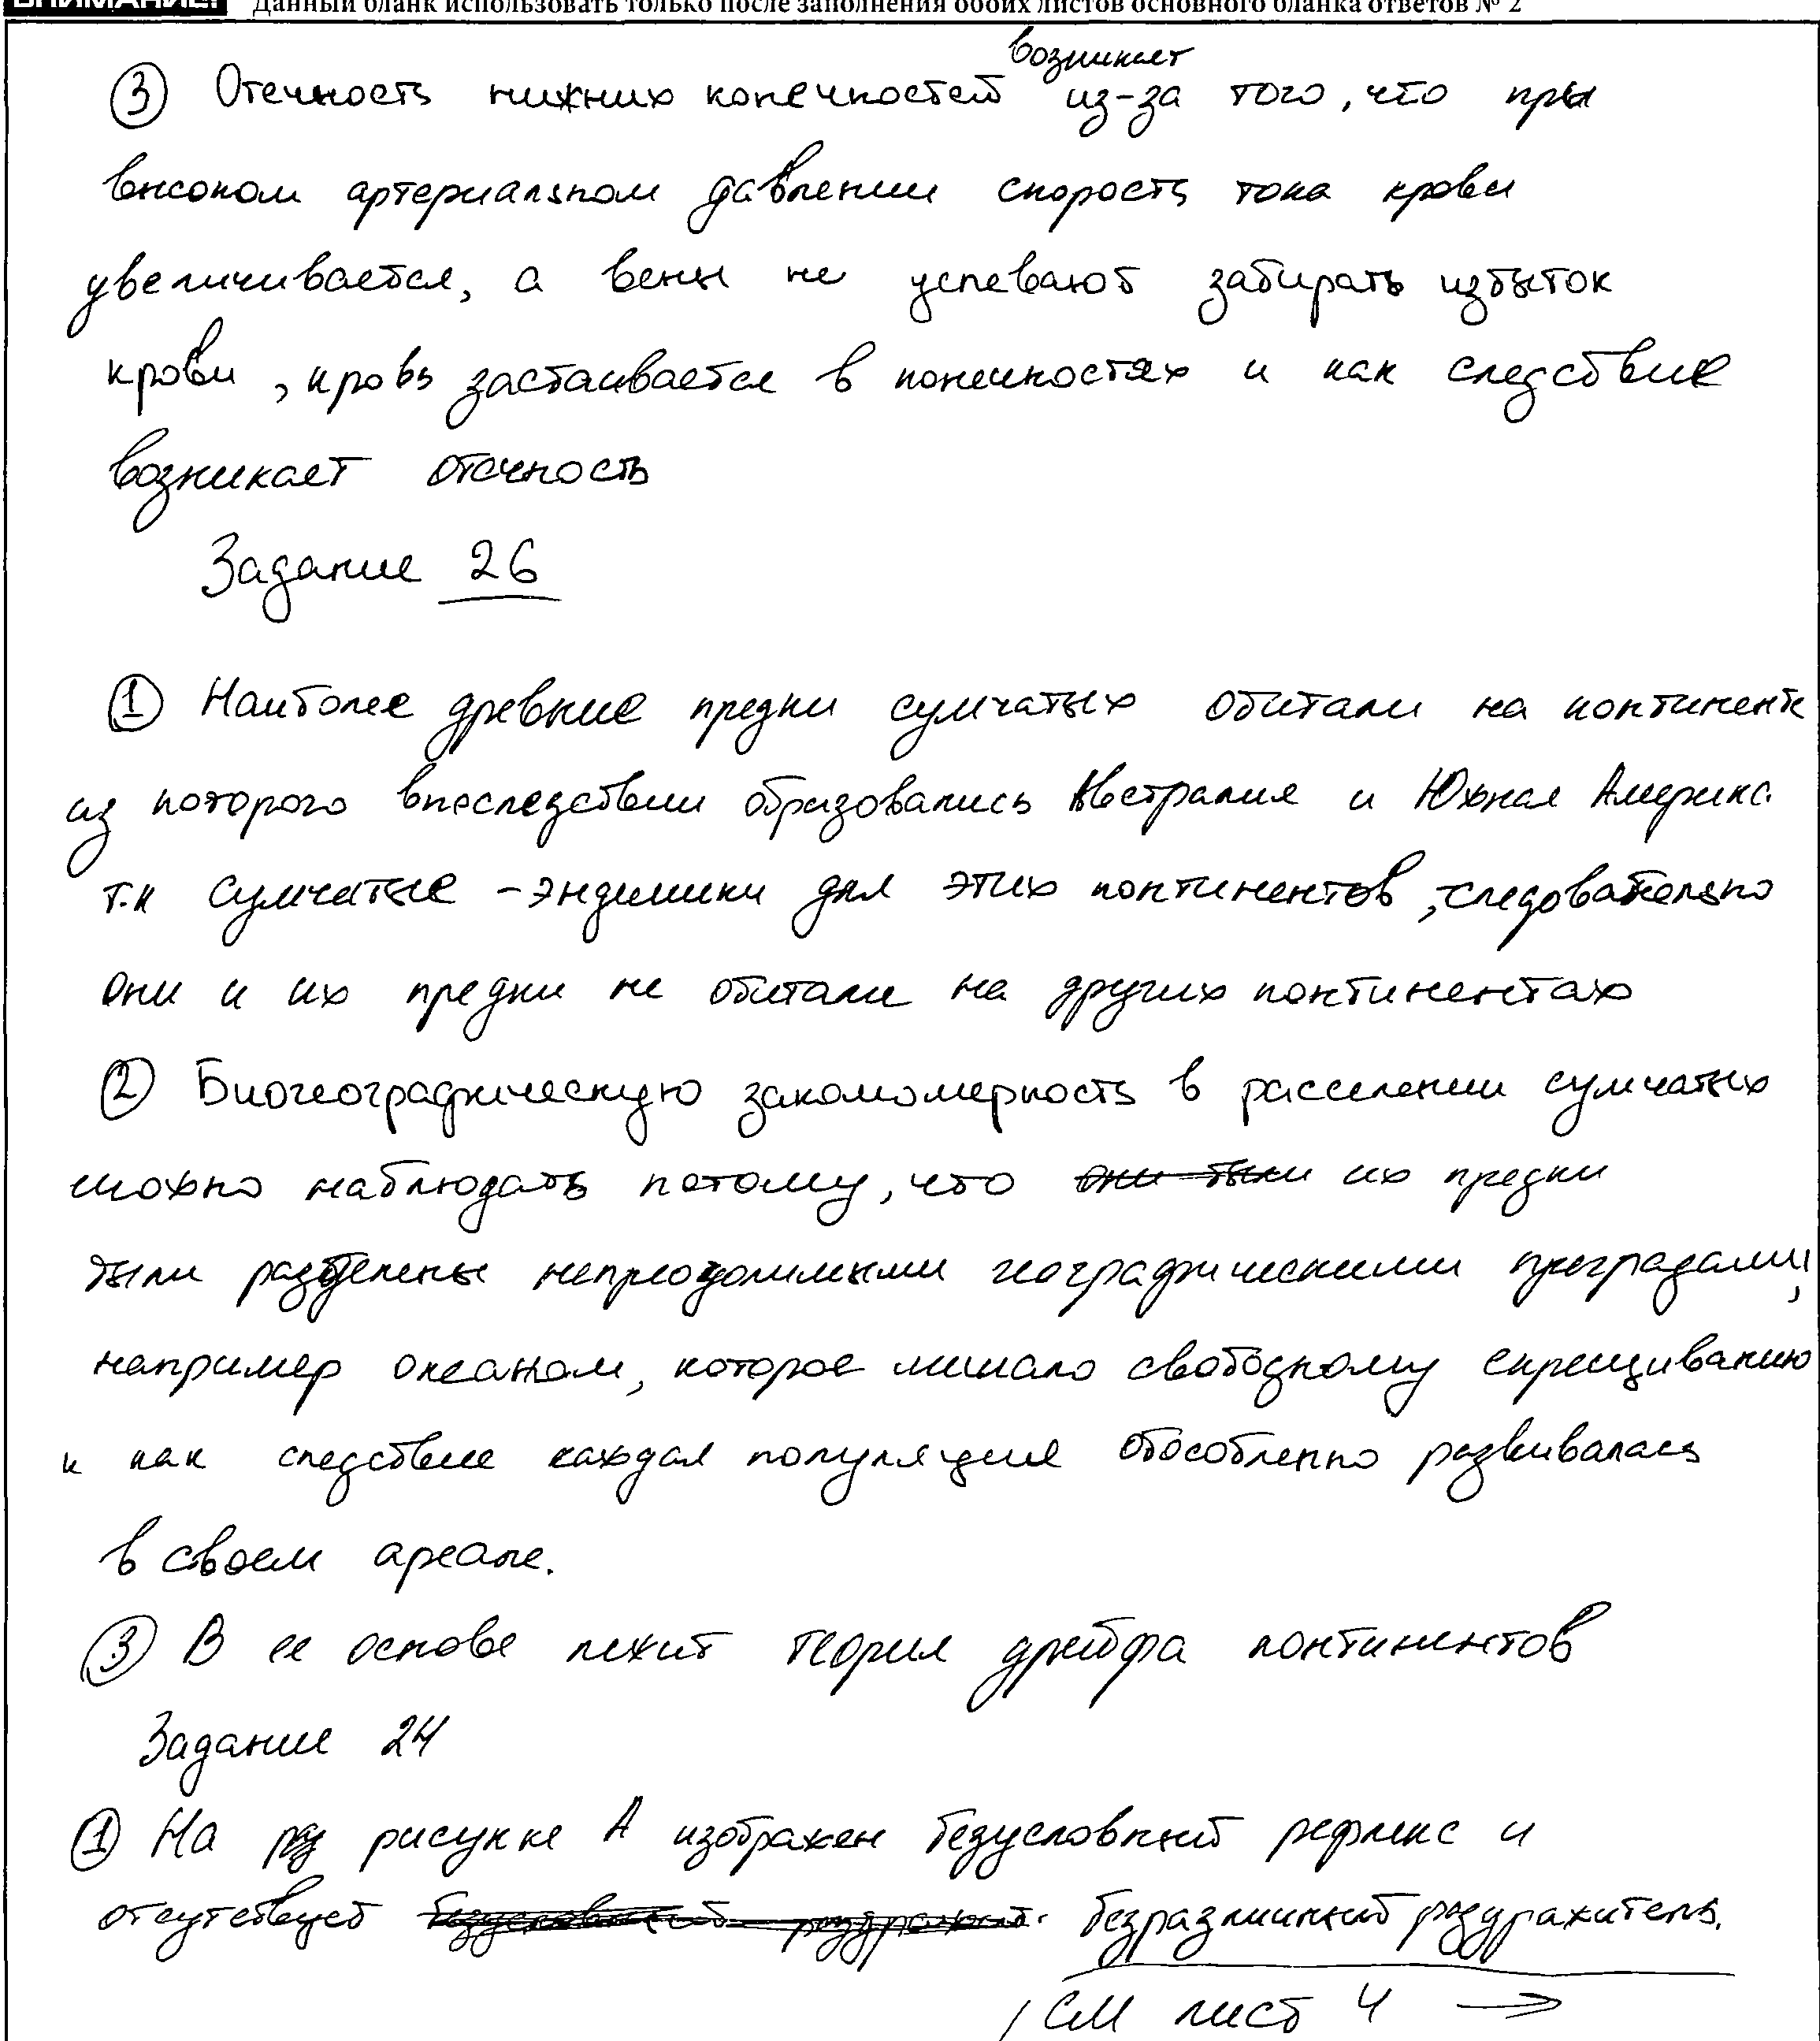 ВНИМАНИЕ! Данный бланк использовать только после заполнения обоих листов основного бланка ответов № 2
возникает
③ Отечность нижних конечностей из-за того, что при
высоком артериальном давлении скорость тока крови
увеличивается, а вены не успевают забирать избыток
крови, кровь застаивается в конечностях и как следствие
возникает отечность
Задание 26
① Наиболее древние предки сумчатых обитали на континенте
из которого впоследствии образовались Австралия и Южная Америка.
т.к сумчатые - эндемики для этих континентов, следовательно
они и их предки не обитали на других континентах
② Биогеографическую закономерность в расселении сумчатых
можно наблюдать потому, что они были их предки
были разделены непреодолимыми географическими преградами,
например океаном, которое мешало свободному скрещиванию
и как следствие каждая популяция обособленно развивалась
в своем ареале.
③ В ее основе лежит теория дрейфа континентов
Задание 24
① На раз рисунке А изображен безусловный рефлекс и
отсутствует безусловный раздражит. безразличный раздражитель.
СМ лист 4 →